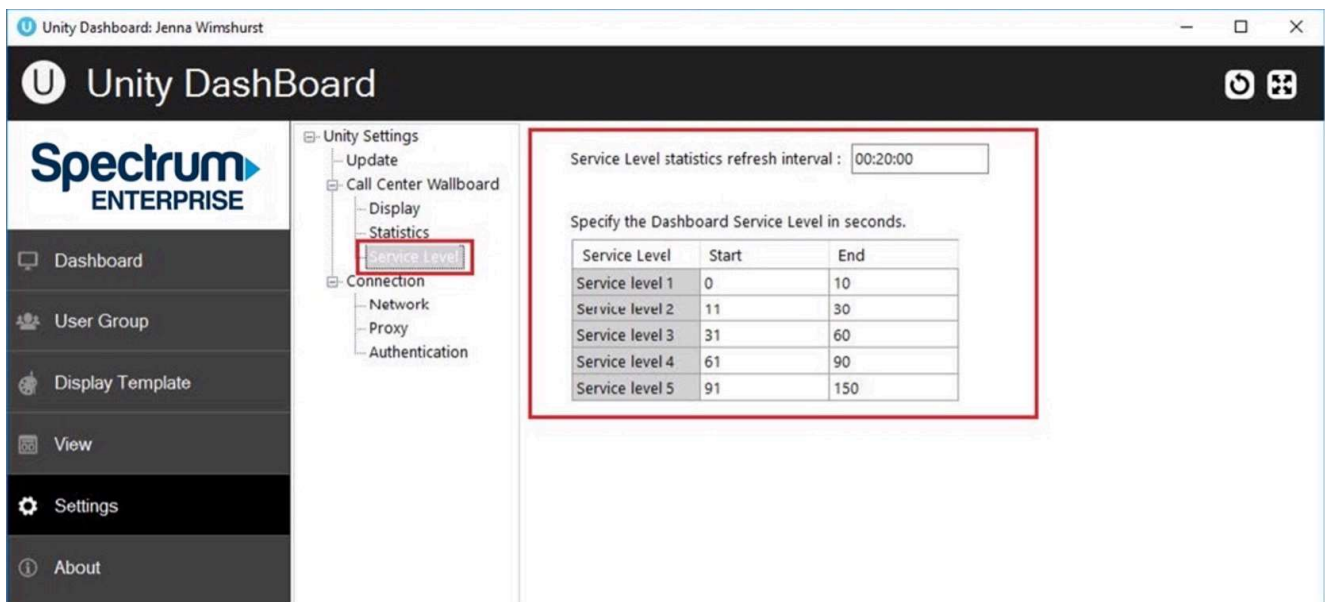 Unity Dashboard: Jenna Wimshurst
U Unity DashBoard
Spectrum
ENTERPRISE
Dashboard
User Group
Display Template
View
Settings
About
Unity Settings
Update
Call Center Wallboard
Display
Statistics
Service Level
Connection
Network
Proxy
Authentication
Service Level statistics refresh interval : 00:20:00
Specify the Dashboard Service Level in seconds.
Service Level Start End
Service level 1 0 10
Service level 2 11 30
Service level 3 31 60
Service level 4 61 90
Service level 5 91 150